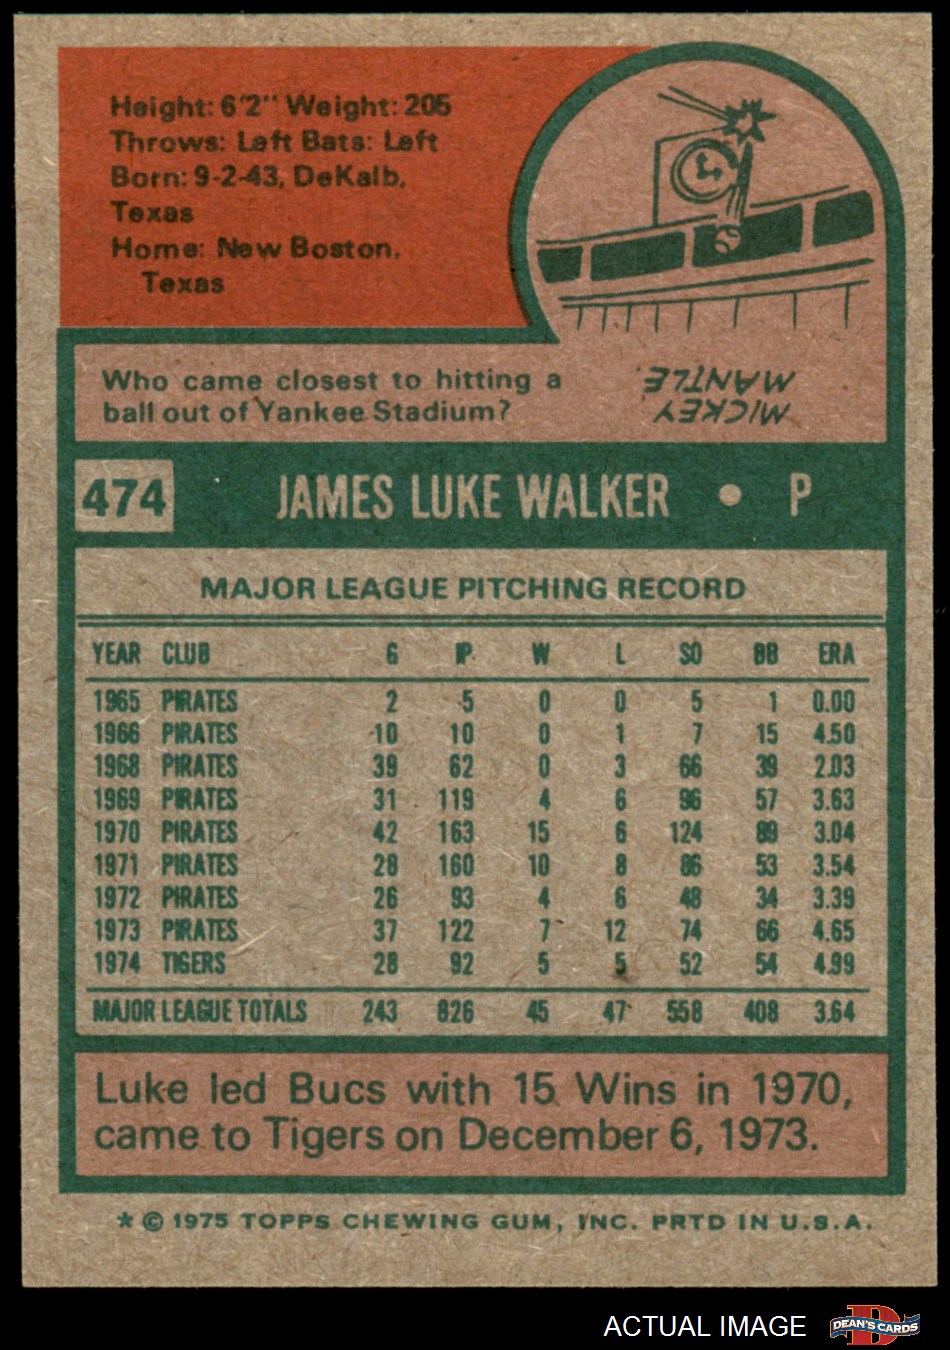 Height: 6'2" Weight: 205
Throws: Left Bats: Left
Born: 9-2-43, DeKalb,
Texas
Home: New Boston,
Texas
Who came closest to hitting a
ball out of Yankee Stadium?
MICKEY
MANTLE.
474 JAMES LUKE WALKER • P
MAJOR LEAGUE PITCHING RECORD
YEAR CLUB G IP W L SO BB ERA
1965 PIRATES 2 5 0 0 5 1 0.00
1966 PIRATES 10 10 0 1 7 15 4.50
1968 PIRATES 39 62 0 3 66 39 2.03
1969 PIRATES 31 119 4 6 96 57 3.63
1970 PIRATES 42 163 15 6 124 89 3.04
1971 PIRATES 28 160 10 8 86 53 3.54
1972 PIRATES 26 93 4 6 48 34 3.39
1973 PIRATES 37 122 7 12 74 66 4.65
1974 TIGERS 28 92 5 5 52 54 4.99
MAJOR LEAGUE TOTALS 243 826 45 47 558 408 3.64
Luke led Bucs with 15 Wins in 1970,
came to Tigers on December 6, 1973.
* © 1975 TOPPS CHEWING GUM, INC. PRTD IN U.S.A.
ACTUAL IMAGE
D
DEAN'S CARDS